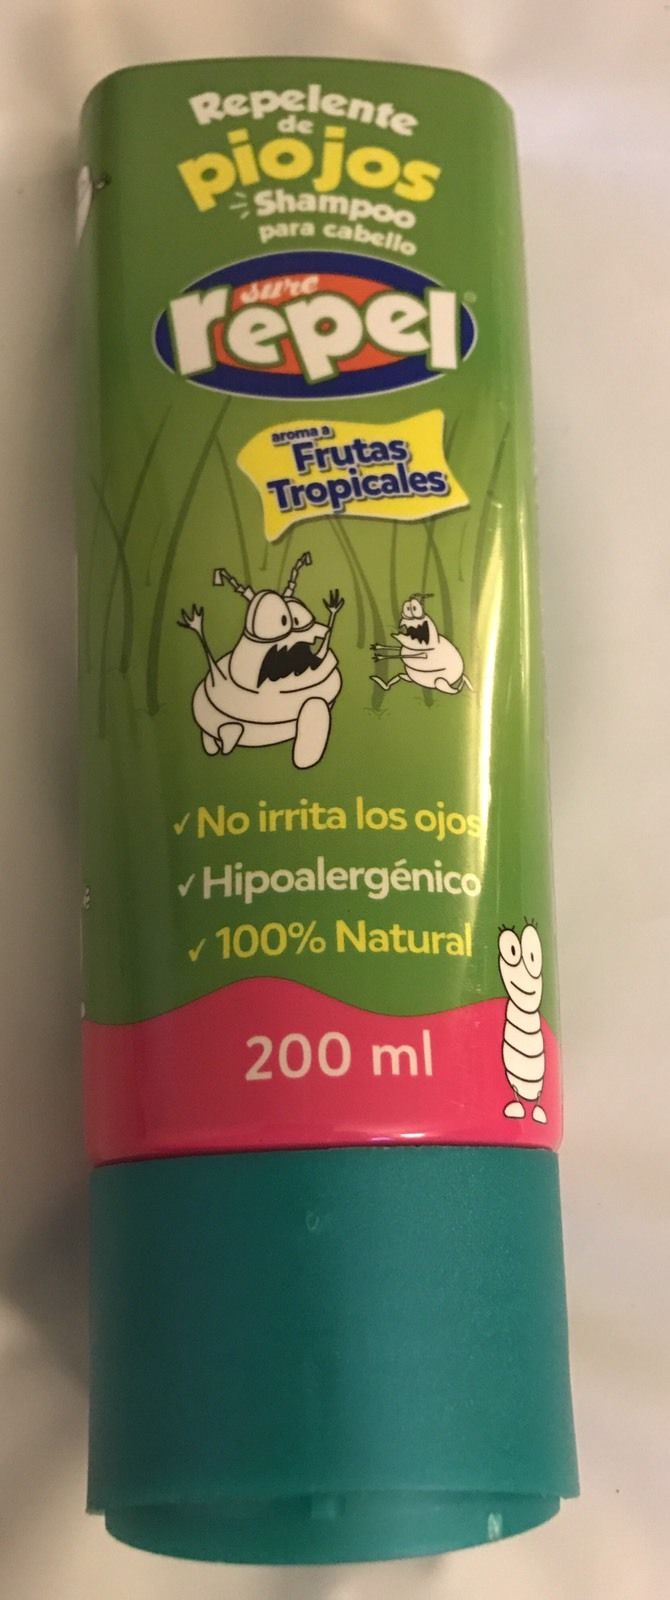 Repelente
de
piojos
Shampoo
para cabello
sure
repel®
aroma a
Frutas
Tropicales
✓No irrita los ojos
✓Hipoalergénico
✓100% Natural
200 ml